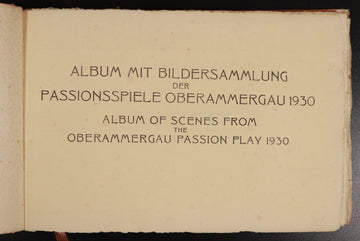 ALBUM MIT BILDERSAMMLUNG
DER
PASSIONSSPIELE OBERAMMERGAU 1930
ALBUM OF SCENES FROM
THE
OBERAMMERGAU PASSION PLAY 1930